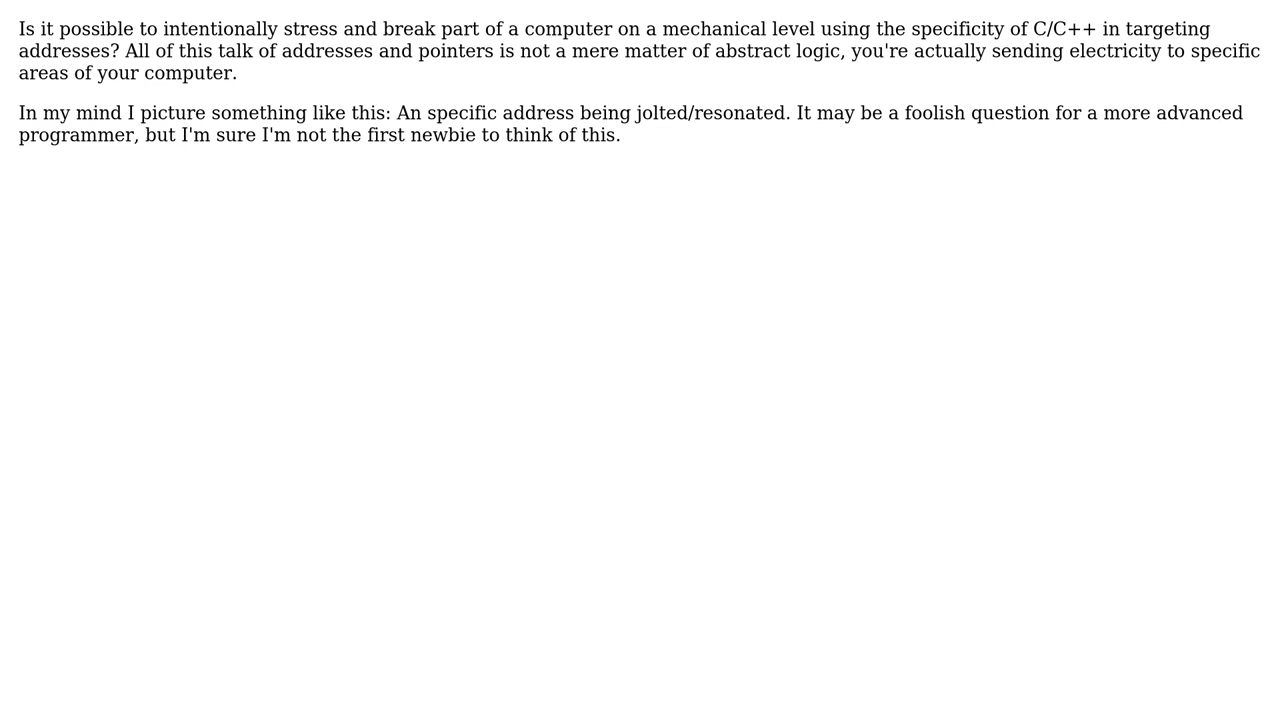 Is it possible to intentionally stress and break part of a computer on a mechanical level using the specificity of C/C++ in targeting
addresses? All of this talk of addresses and pointers is not a mere matter of abstract logic, you're actually sending electricity to specific
areas of your computer.
In my mind I picture something like this: An specific address being jolted/resonated. It may be a foolish question for a more advanced
programmer, but I'm sure I'm not the first newbie to think of this.